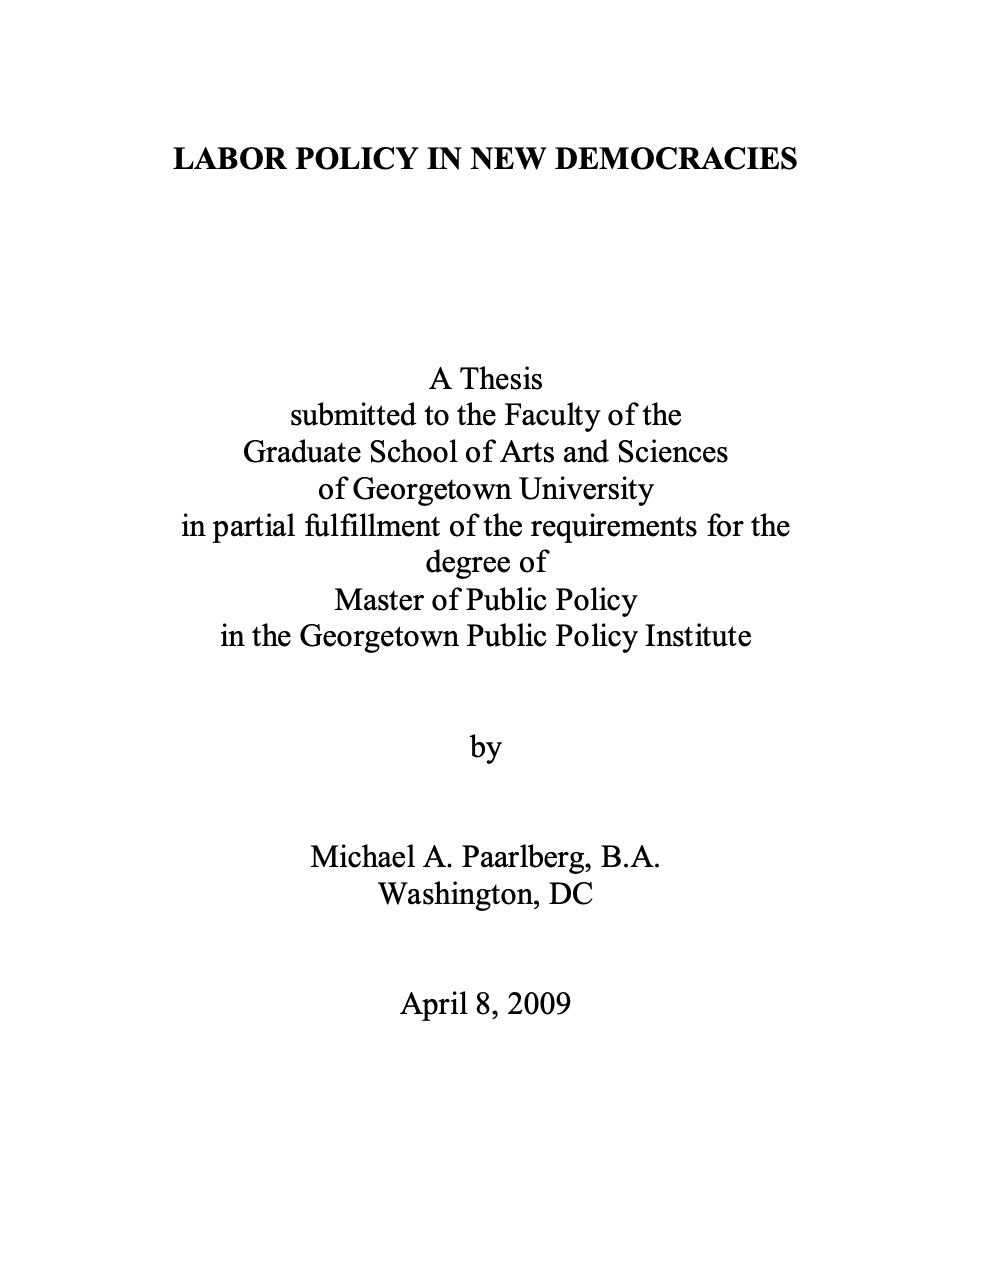 LABOR POLICY IN NEW DEMOCRACIES
A Thesis
submitted to the Faculty of the
Graduate School of Arts and Sciences
of Georgetown University
in partial fulfillment of the requirements for the
degree of
Master of Public Policy
in the Georgetown Public Policy Institute
by
Michael A. Paarlberg, B.A.
Washington, DC
April 8, 2009